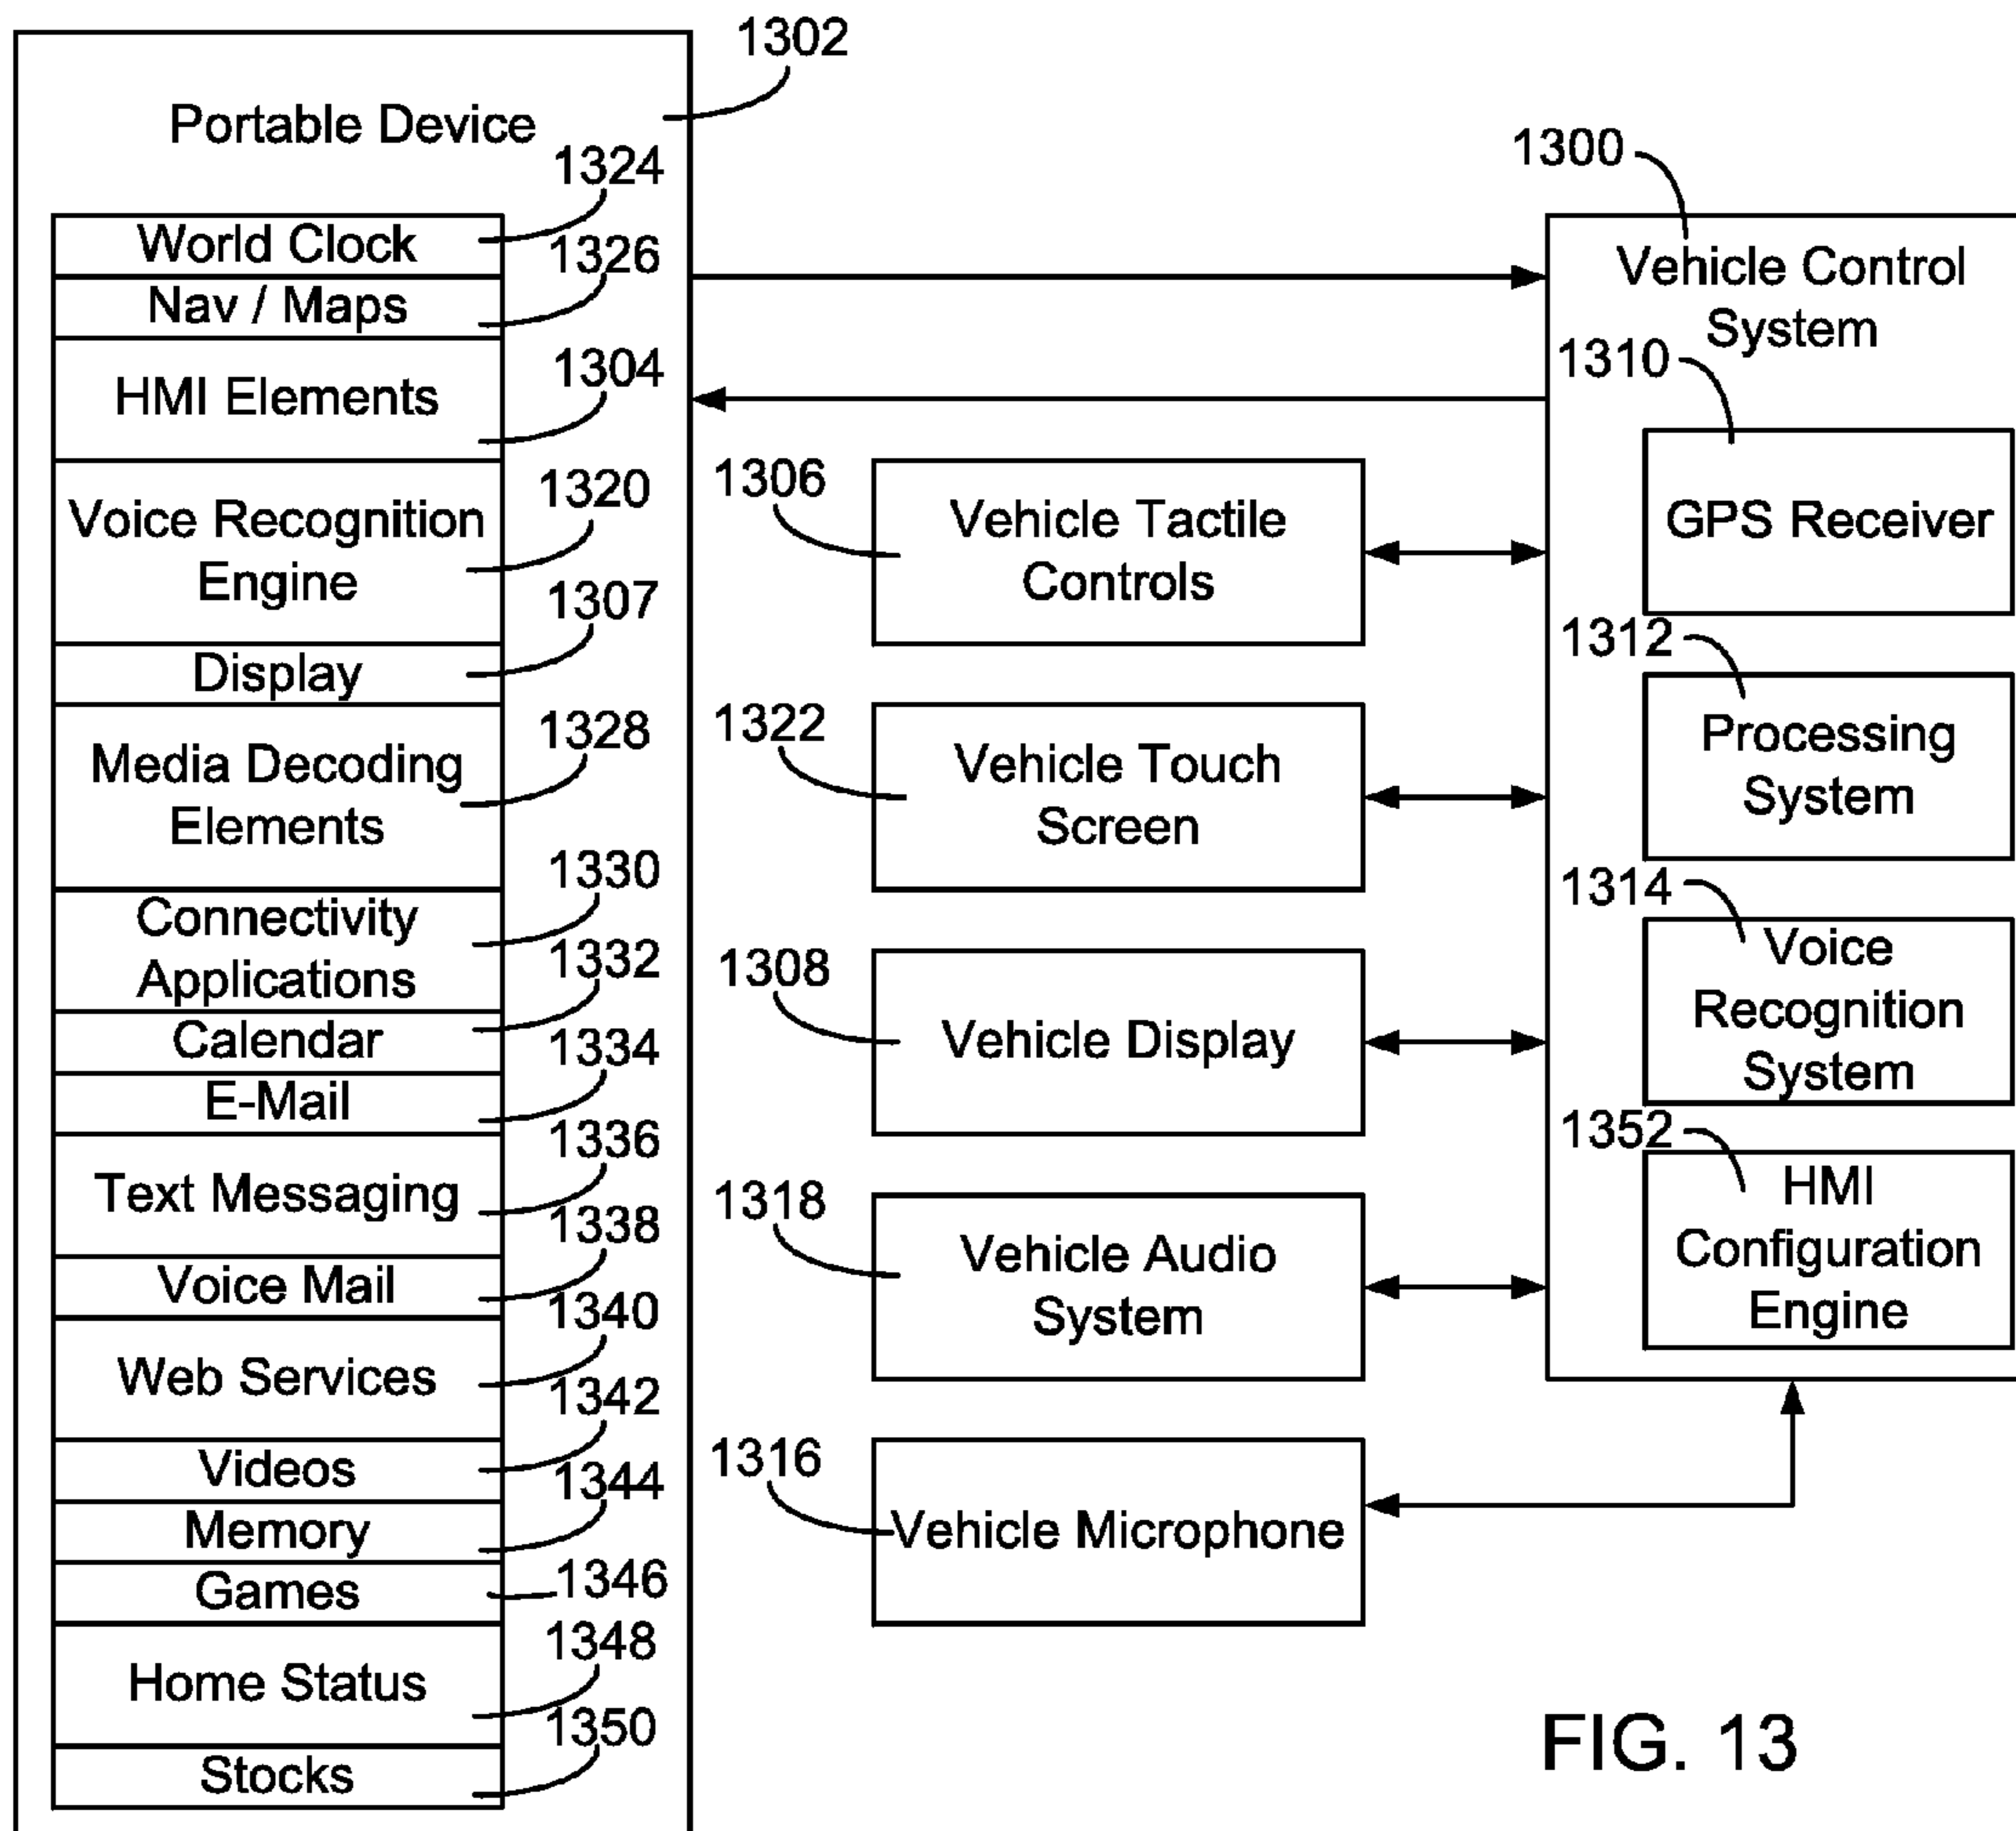 1302
Portable Device
1324
World Clock
1326
Nav / Maps
1304
HMI Elements
1320
Voice Recognition
Engine
1307
Display
1328
Media Decoding
Elements
1330
Connectivity
Applications
1332
Calendar
1334
E-Mail
1336
Text Messaging
1338
Voice Mail
1340
Web Services
1342
Videos
1344
Memory
1346
Games
1348
Home Status
1350
Stocks
1306
Vehicle Tactile
Controls
1322
Vehicle Touch
Screen
1308
Vehicle Display
1318
Vehicle Audio
System
1316
Vehicle Microphone
1300
Vehicle Control
System
1310
GPS Receiver
1312
Processing
System
1314
Voice
Recognition
System
1352
HMI
Configuration
Engine
FIG. 13